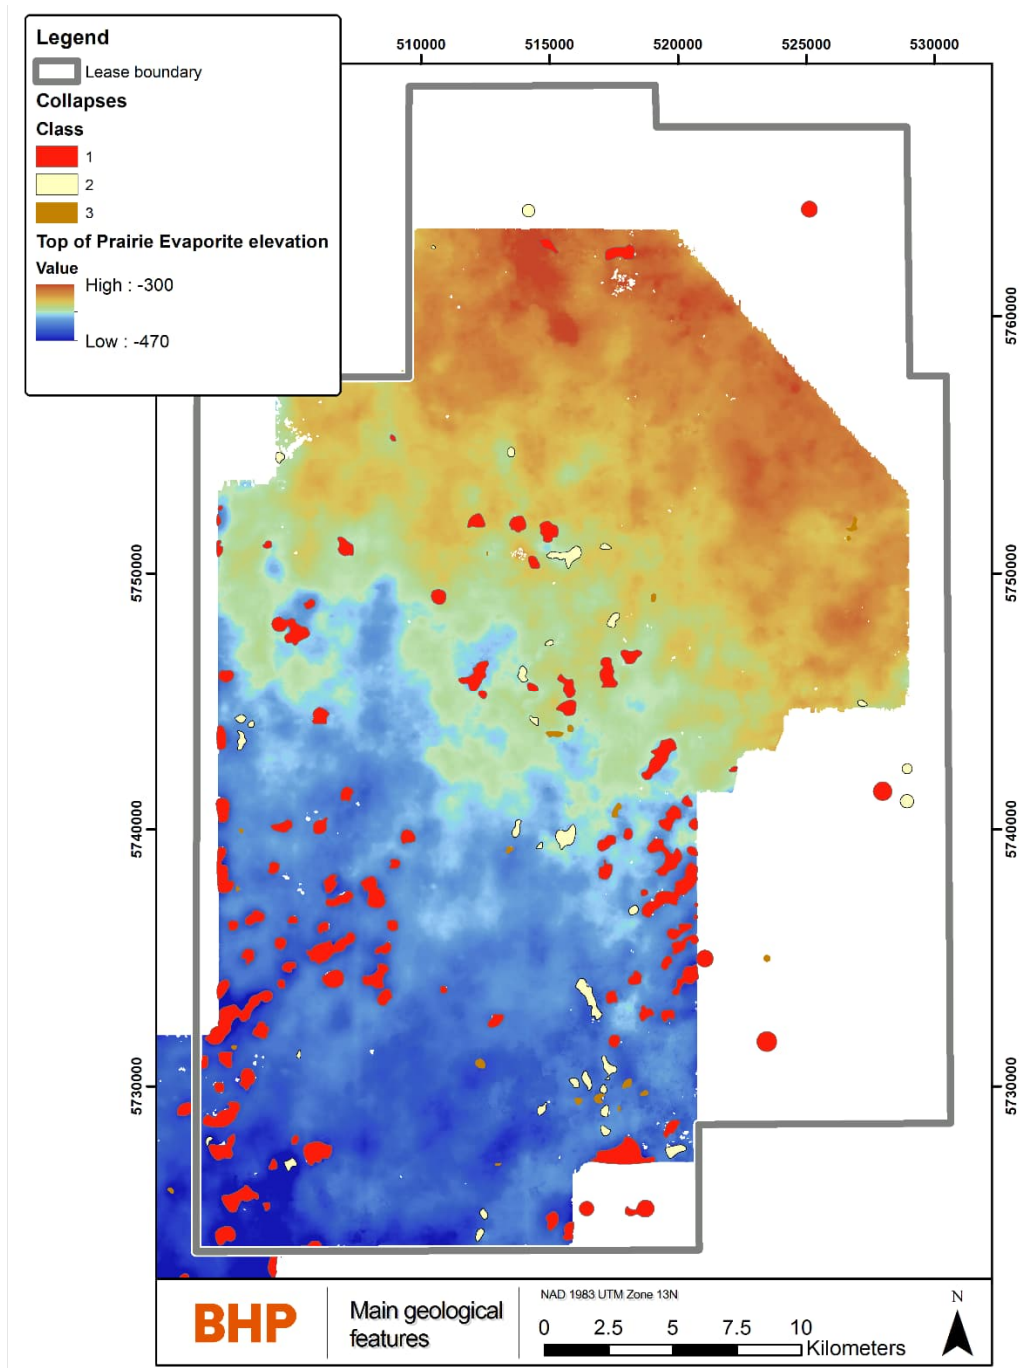 Legend
Lease boundary
Collapses
Class
1
2
3
Top of Prairie Evaporite elevation
Value
High : -300
Low : -470
510000 515000 520000 525000 530000
5760000 5760000
5750000 5750000
5740000 5740000
5730000 5730000
BHP
Main geological
features
NAD 1983 UTM Zone 13N
0 2.5 5 7.5 10
Kilometers
N